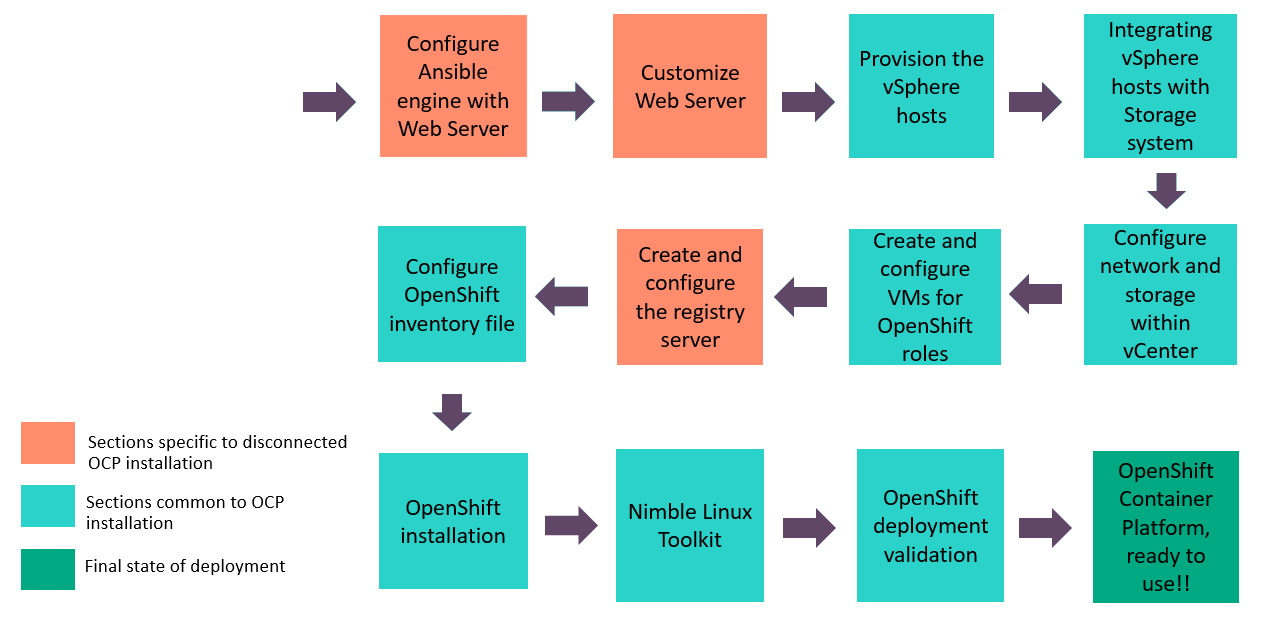 Configure
Ansible
engine with
Web Server
Customize
Web Server
Provision the
vSphere
hosts
Integrating
vSphere
hosts with
Storage
system
Configure
network and
storage
within
vCenter
Create and
configure
VMs for
OpenShift
roles
Create and
configure
the registry
server
Configure
OpenShift
inventory file
OpenShift
installation
Nimble Linux
Toolkit
OpenShift
deployment
validation
OpenShift
Container
Platform,
ready to
use!!
Sections specific to disconnected
OCP installation
Sections common to OCP
installation
Final state of deployment